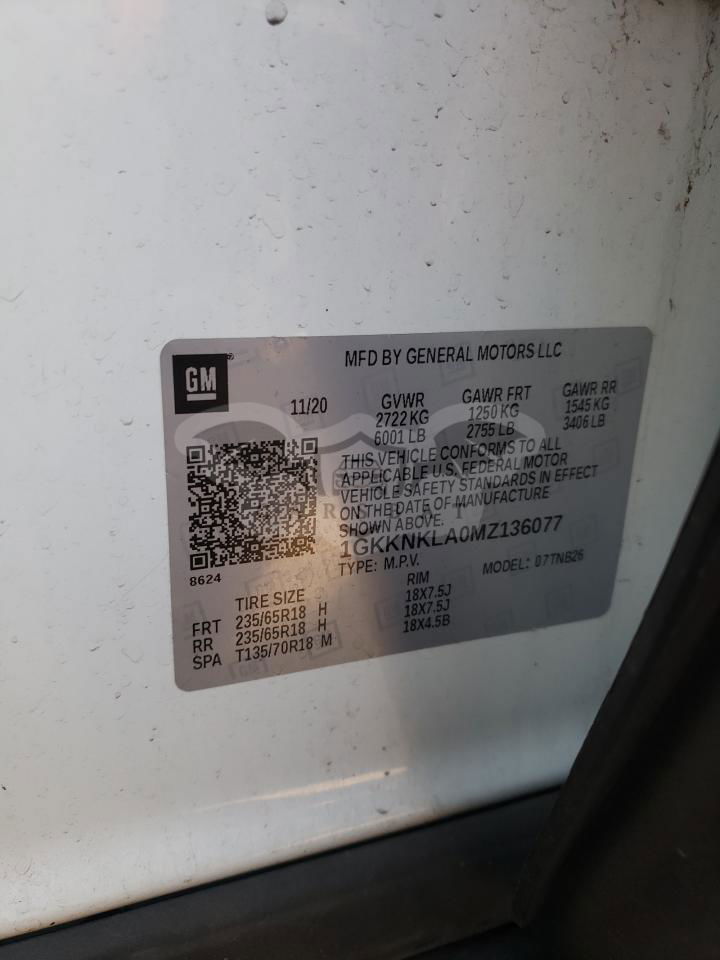 GM
MFD BY GENERAL MOTORS LLC
11/20
GVWR GAWR FRT GAWR RR
2722 KG 1250 KG 1545 KG
6001 LB 2755 LB 3406 LB
THIS VEHICLE CONFORMS TO ALL
APPLICABLE U.S. FEDERAL MOTOR
VEHICLE SAFETY STANDARDS IN EFFECT
ON THE DATE OF MANUFACTURE
SHOWN ABOVE.
1GKKNKLA0MZ136077
TYPE: M.P.V. MODEL: 07TNB26
8624
TIRE SIZE RIM
FRT 235/65R18 H 18X7.5J
RR 235/65R18 H 18X7.5J
SPA T135/70R18 M 18X4.5B